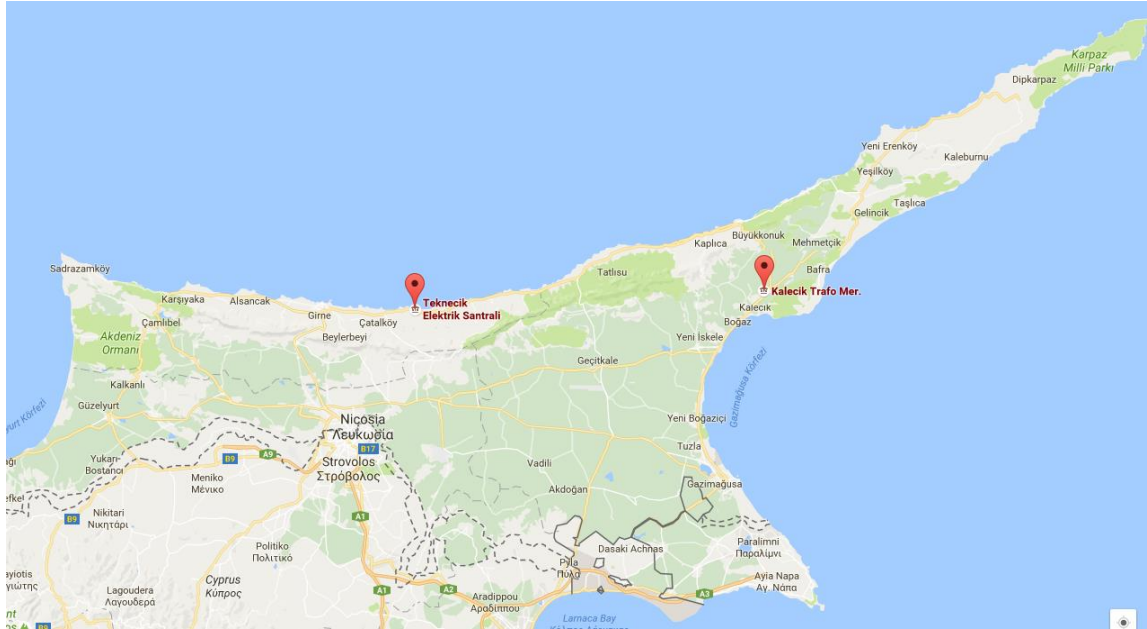 Karpaz
Milli Parkı
Dipkarpaz
Yeni Erenköy
Kaleburnu
Yeşilköy
Taşlıca
Gelincik
Büyükkonuk
Kaplıca
Mehmetçik
Sadrazamköy
Tatlısu
Bafra
Kalecik Trafo Mer.
Karşıyaka
Alsancak
Girne
Teknecik
Elektrik Santrali
Kalecik
Çamlıbel
Çatalköy
Boğaz
Beylerbeyi
Yeni İskele
Akdeniz
Ormanı
Geçitkale
Kalkanlı
Gazimağusa Körfezi
Güzelyurt
yurt Körfezi
Nicosia
Λευκωσία
Yeni Boğaziçi
B17
Tuzla
A9
B9
Yukarı
Bostancı
Strovolos
Στρόβολος
Vadili
Meniko
Μένικο
Akdoğan
Gazimağusa
Nikitari
Νικητάρι
B9
A1
Politiko
Πολιτικό
Dasaki Achnas
Paralimni
Παραλίμνι
Pyla
Πύλα
Cyprus
Κύπρος
Lagoudera
Λαγουδερά
A1
A2
A3
Ayia Napa
Αγ. Νάπα
Aradippou
Αραδίππου
Larnaca Bay